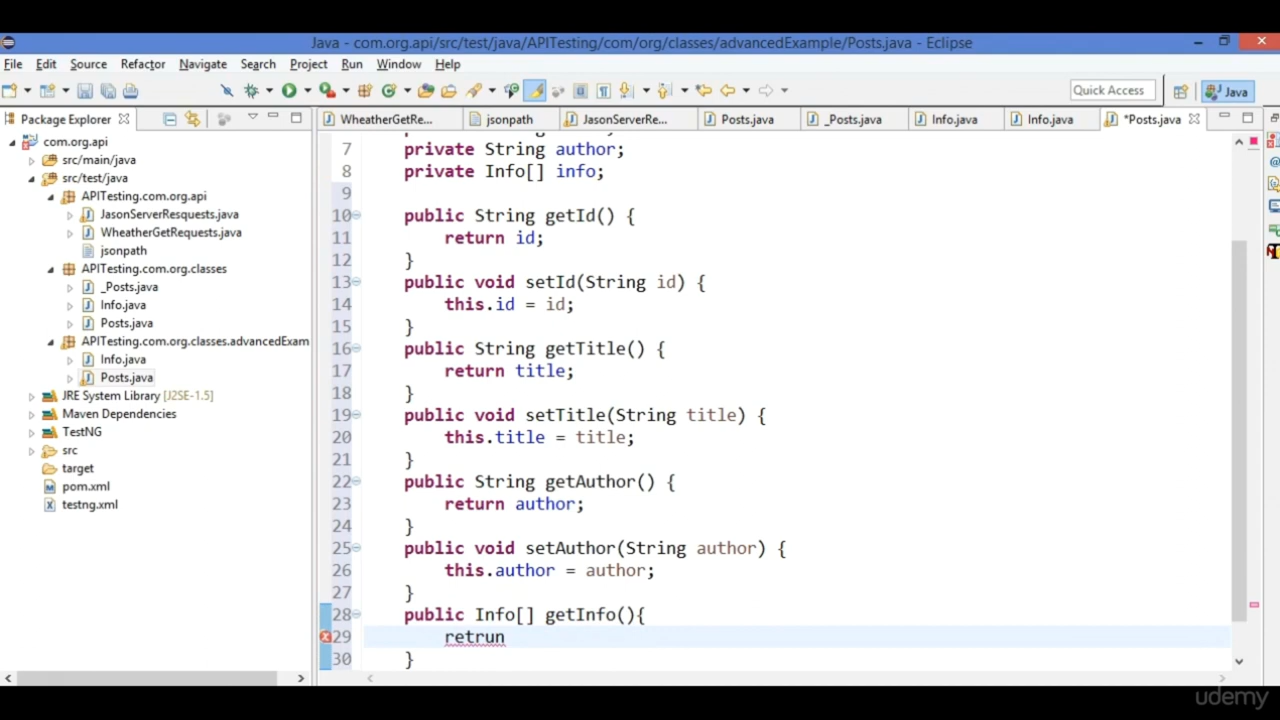 Java - com.org.api/src/test/java/APITesting/com/org/classes/advancedExample/Posts.java - Eclipse
File Edit Source Refactor Navigate Search Project Run Window Help
Quick Access Java
Package Explorer WheatherGetRe... jsonpath JasonServerRe... Posts.java _Posts.java Info.java Info.java *Posts.java
com.org.api
src/main/java
src/test/java
APITesting.com.org.api
JasonServerResquests.java
WheatherGetRequests.java
jsonpath
APITesting.com.org.classes
_Posts.java
Info.java
Posts.java
APITesting.com.org.classes.advancedExam
Info.java
Posts.java
JRE System Library [J2SE-1.5]
Maven Dependencies
TestNG
src
target
pom.xml
testng.xml
7 private String author;
8 private Info[] info;
9
10 public String getId() {
11 return id;
12 }
13 public void setId(String id) {
14 this.id = id;
15 }
16 public String getTitle() {
17 return title;
18 }
19 public void setTitle(String title) {
20 this.title = title;
21 }
22 public String getAuthor() {
23 return author;
24 }
25 public void setAuthor(String author) {
26 this.author = author;
27 }
28 public Info[] getInfo(){
29 retrun
30 }
udemy